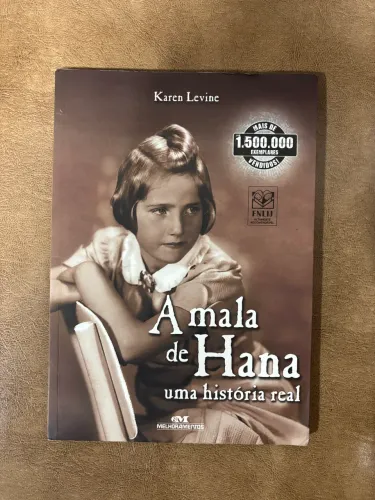 Karen Levine
MAIS DE
1.500.000
EXEMPLARES
VENDIDOS!
FNLIJ
A mala
de Hana
uma história real
MELHORAMENTOS